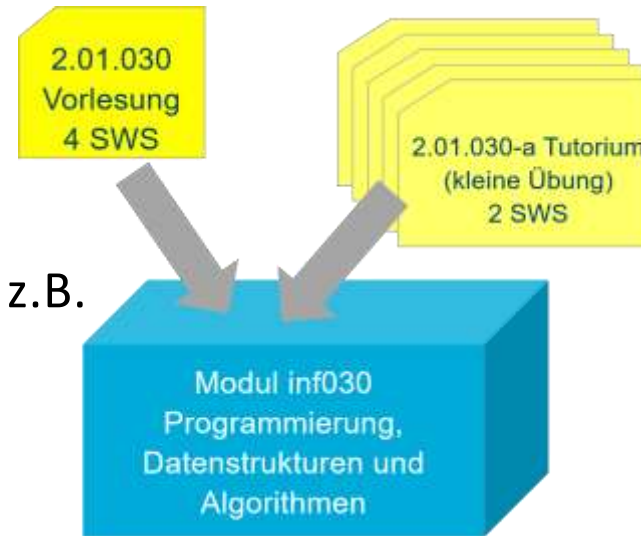 2.01.030
Vorlesung
4 SWS
2.01.030-a Tutorium
(kleine Übung)
2 SWS
z.B.
Modul inf030
Programmierung,
Datenstrukturen und
Algorithmen